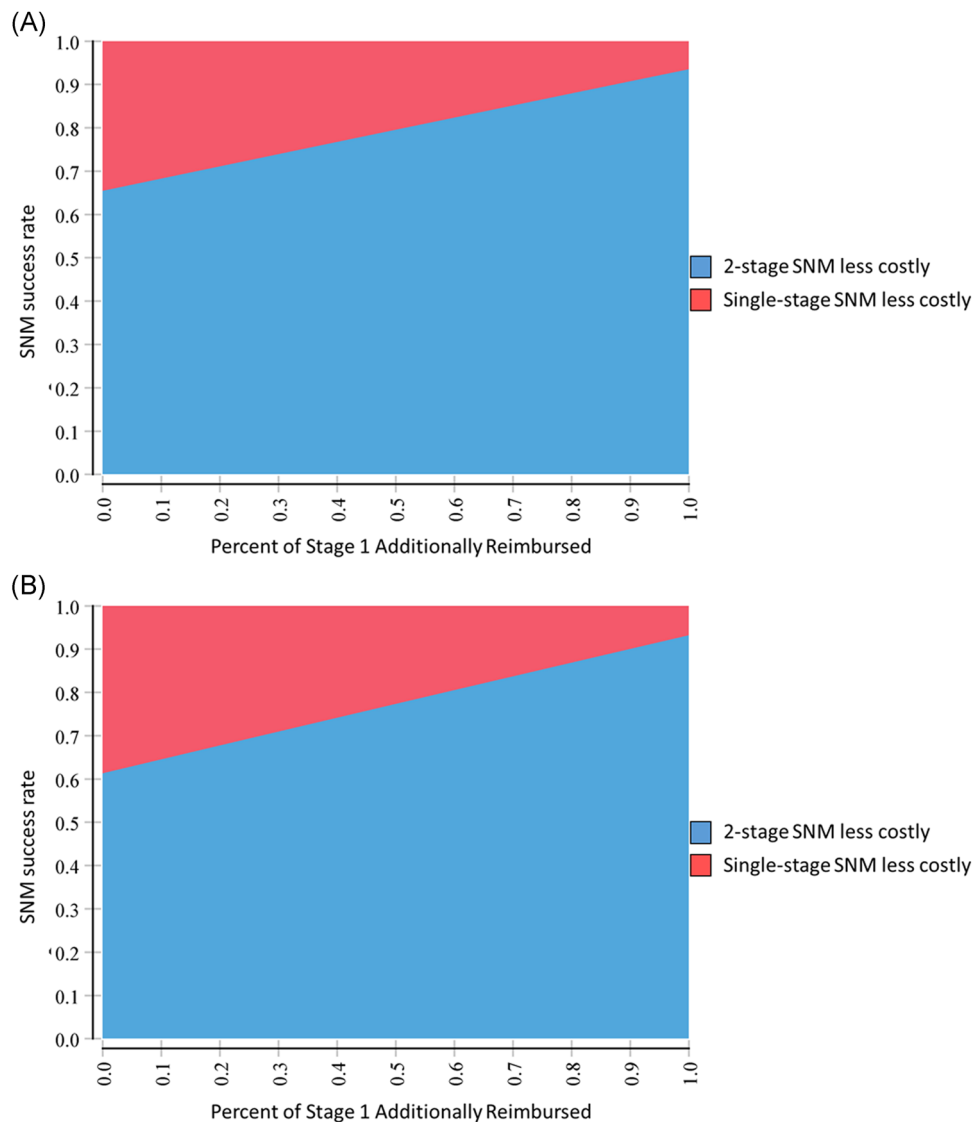 (A)
1.0
0.9
0.8
0.7
0.6
0.5
0.4
0.3
0.2
0.1
0.0
SNM success rate
0.0 0.1 0.2 0.3 0.4 0.5 0.6 0.7 0.8 0.9 1.0
Percent of Stage 1 Additionally Reimbursed
2-stage SNM less costly
Single-stage SNM less costly
(B)
1.0
0.9
0.8
0.7
0.6
0.5
0.4
0.3
0.2
0.1
0.0
SNM success rate
0.0 0.1 0.2 0.3 0.4 0.5 0.6 0.7 0.8 0.9 1.0
Percent of Stage 1 Additionally Reimbursed
2-stage SNM less costly
Single-stage SNM less costly